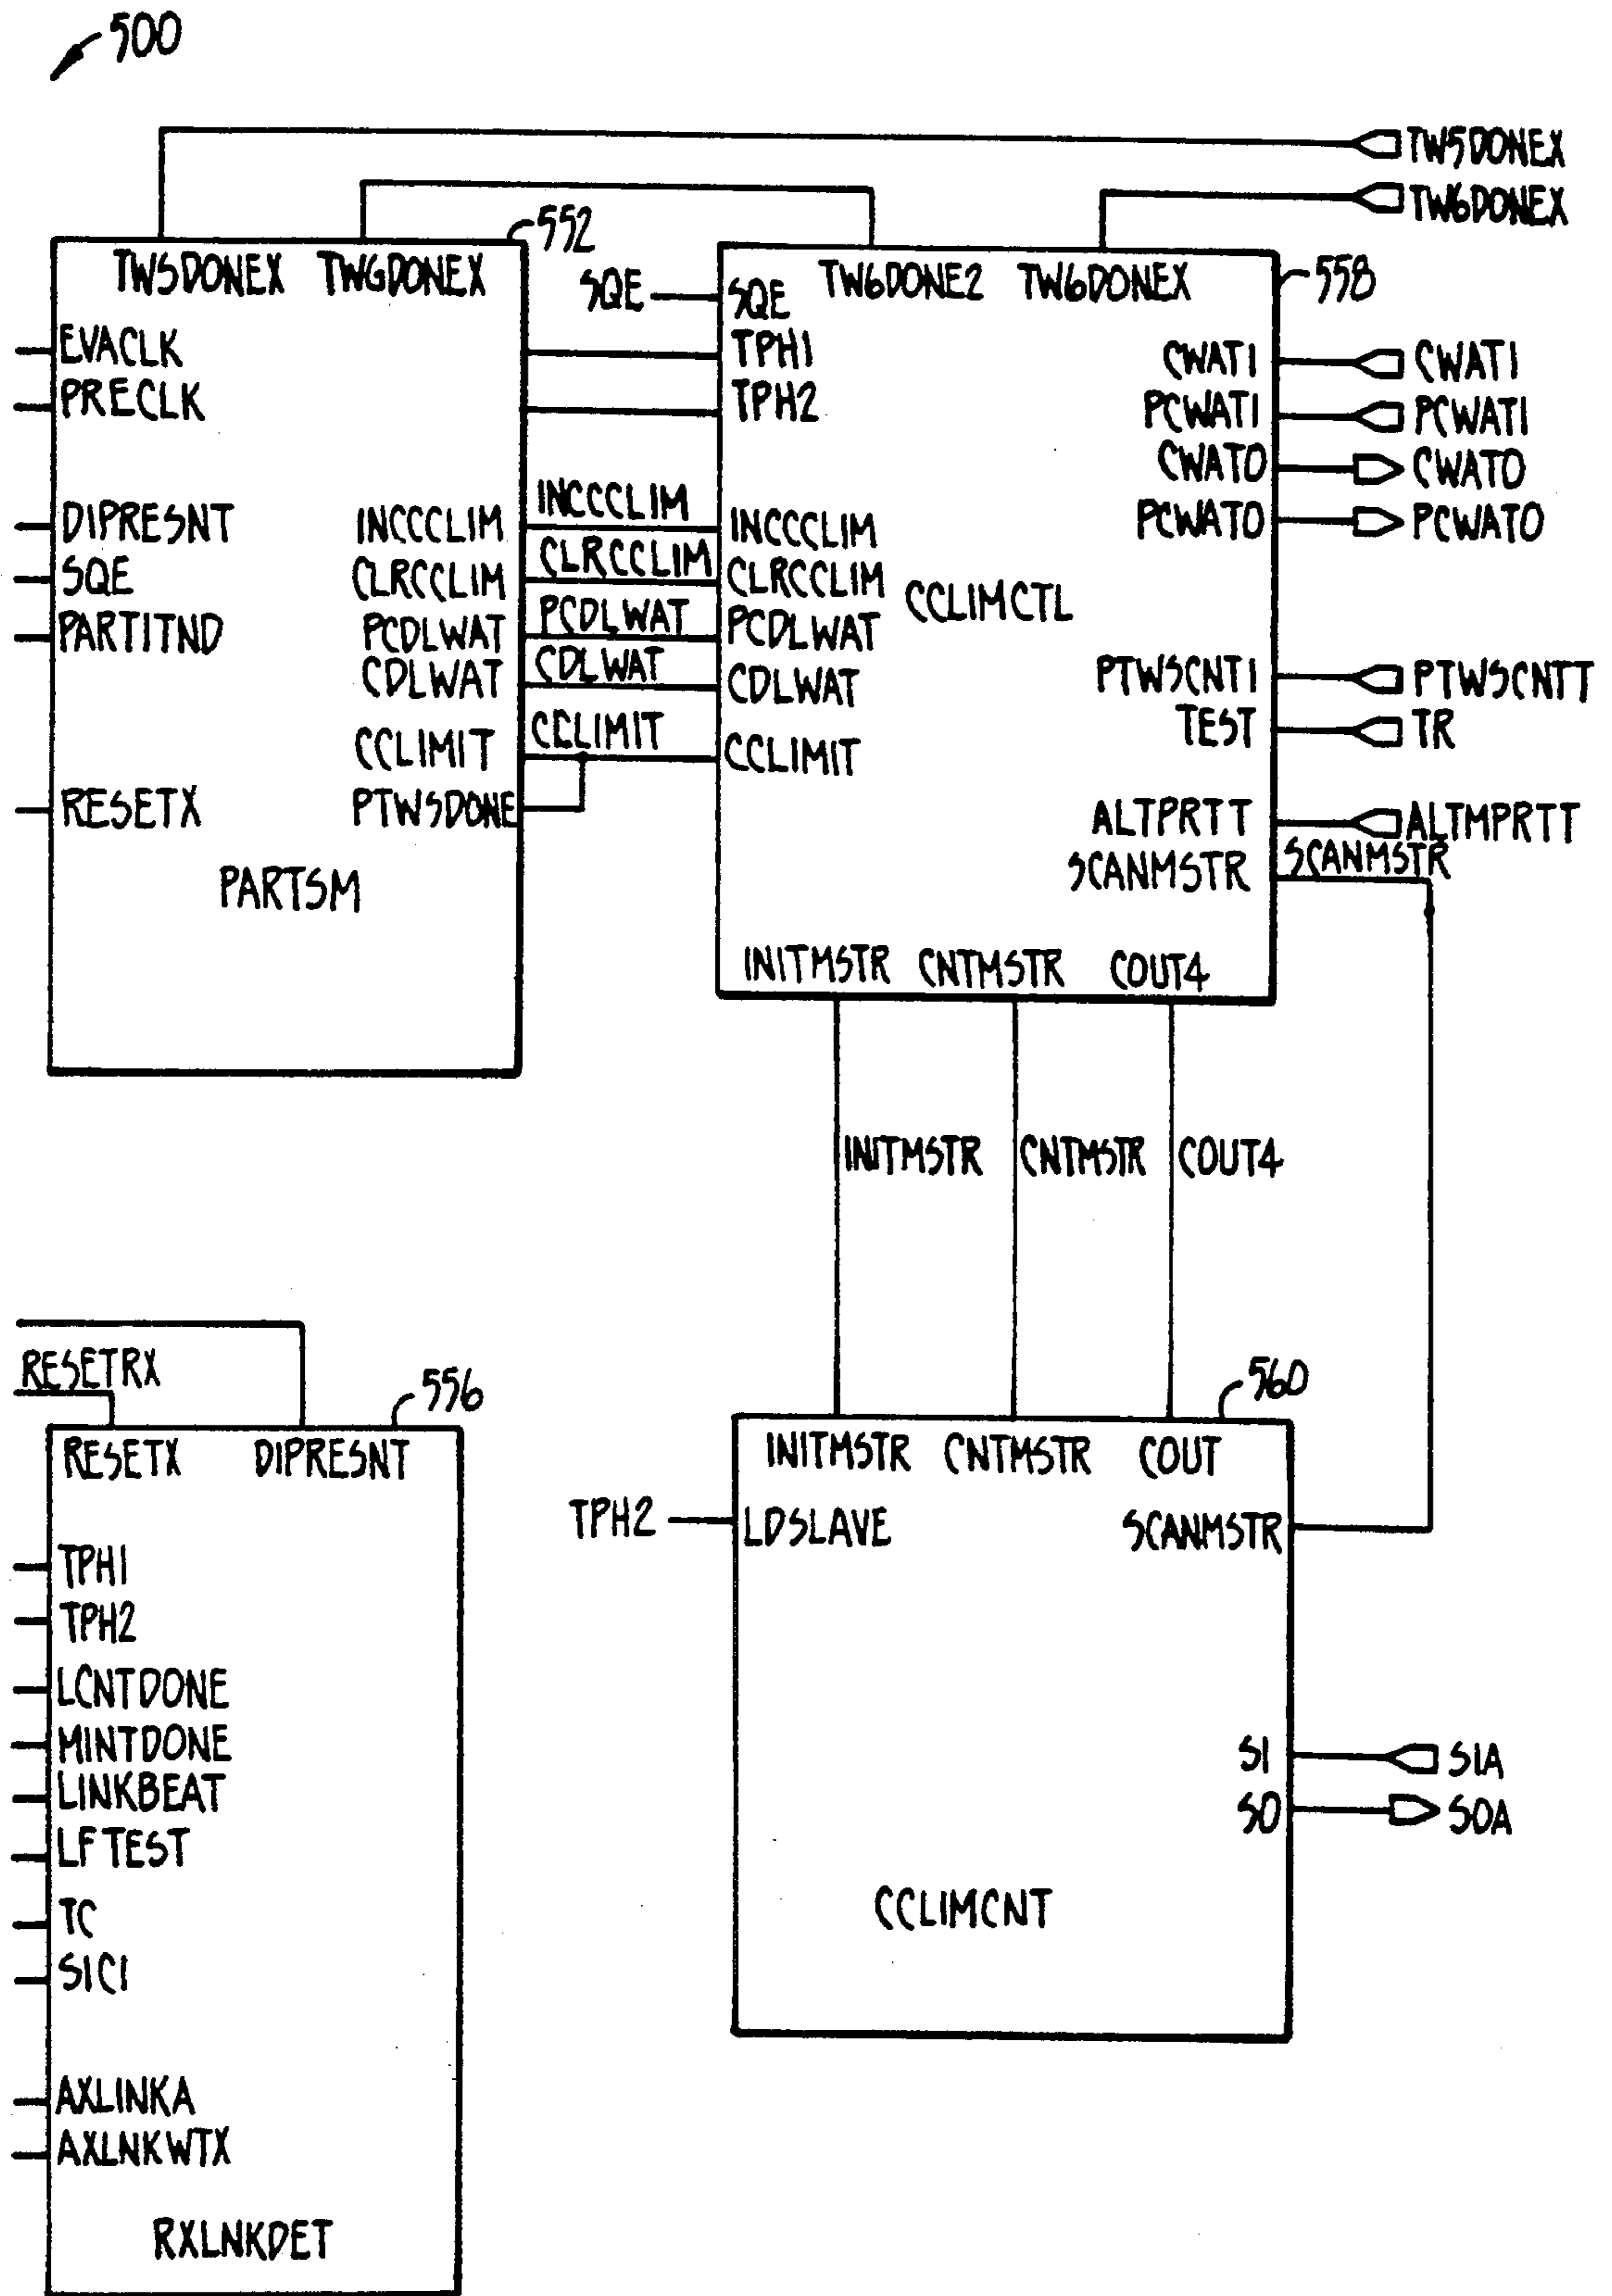 500
TW5DONEX
TW6DONEX
552
TW5DONEX TWGDONEX
EVACLK
PRECLK
DIPRESNT
SQE
PARTITND
RESETX
INCCCLIM
CLRCCLIM
PCDLWAT
CDLWAT
CCLIMIT
PTWSDONE
PARTSM
INCCCLIM
CLRCCLIM
PCDLWAT
CDLWAT
CCLIMIT
SQE
558
TW6DONE2 TW6DONEX
SQE
TPH1
TPH2
INCCCLIM
CLRCCLIM
PCDLWAT
CDLWAT
CCLIMIT
CCLIMCTL
CWATI
PCWATI
CWATO
PCWATO
PTWSCNTI
TEST
ALTPRTT
SCANMSTR
INITMSTR CNTMSTR COUT4
CWATI
PCWATI
CWATO
PCWATO
PTWSCNTT
TR
ALTMPRTT
SCANMSTR
INITMSTR CNTMSTR COUT4
RESETRX
556
RESETX DIPRESNT
TPH1
TPH2
LCNTDONE
MINTDONE
LINKBEAT
LFTEST
TC
SICI
AXLINKA
AXLNKWTX
RXLNKDET
560
INITMSTR CNTMSTR COUT
TPH2
LDSLAVE
SCANMSTR
SI
SO
SIA
SOA
CCLIMCNT